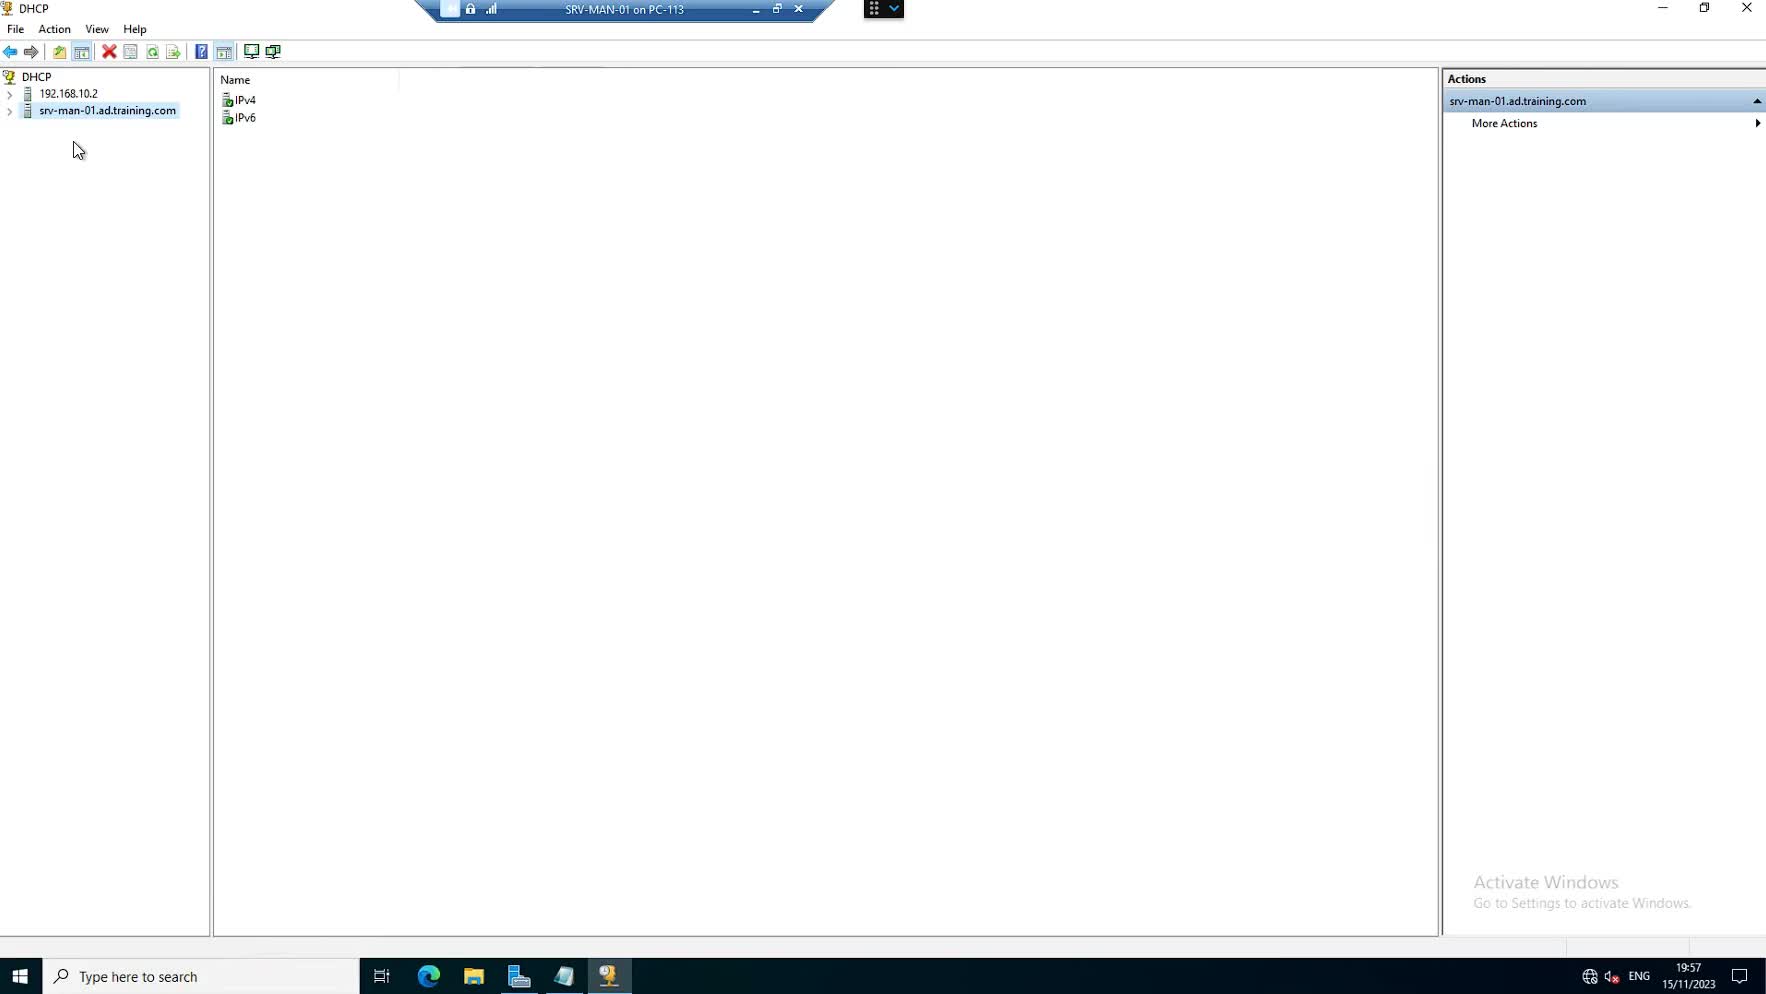 DHCP
SRV-MAN-01 on PC-113
File Action View Help
DHCP
192.168.10.2
srv-man-01.ad.training.com
Name
IPv4
IPv6
Actions
srv-man-01.ad.training.com
More Actions
Activate Windows
Go to Settings to activate Windows.
Type here to search
ENG
19:57
15/11/2023